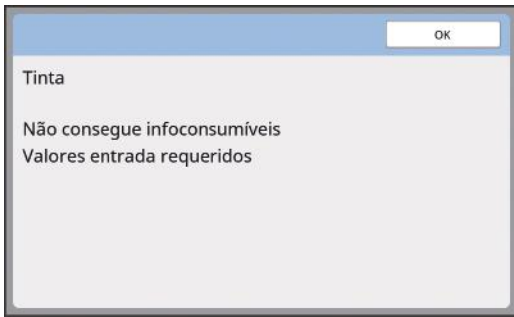 OK
Tinta
Não consegue infoconsumíveis
Valores entrada requeridos